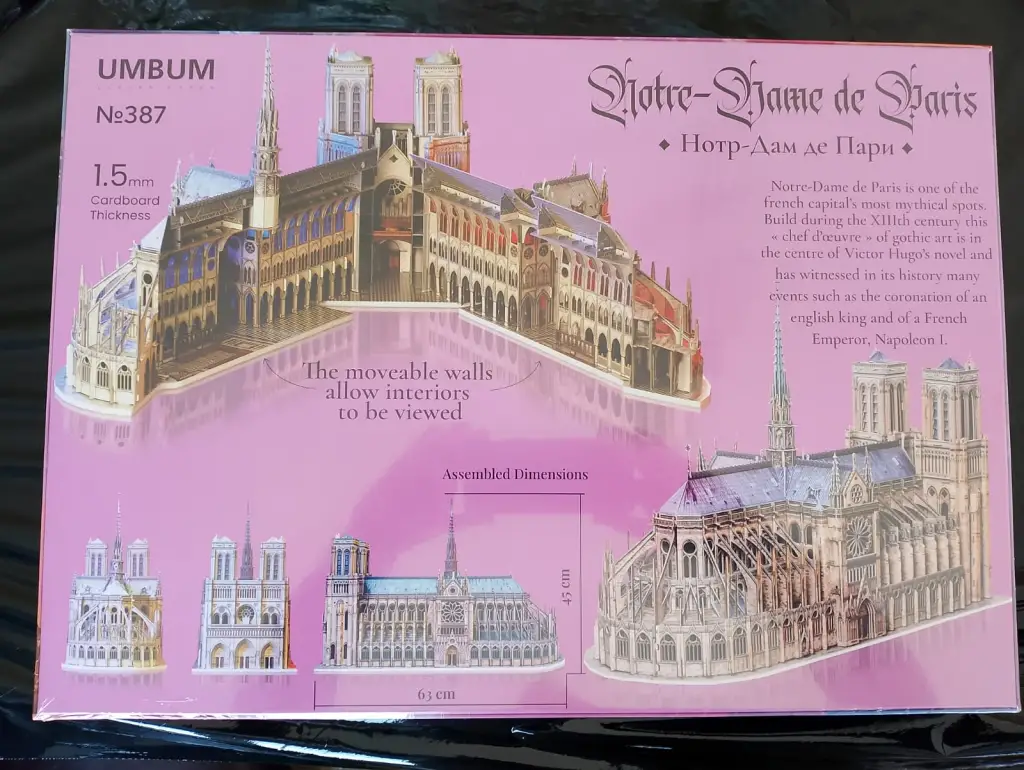 UMBUM
№387
1.5mm
Cardboard
Thickness
Notre-Dame de Paris
◆ Нотр-Дам де Пари ◆
Notre-Dame de Paris is one of the
french capital's most mythical spots.
Build during the XIIIth century this
« chef d'œuvre » of gothic art is in
the centre of Victor Hugo's novel and
has witnessed in its history many
events such as the coronation of an
english king and of a French
Emperor, Napoleon I.
The moveable walls
allow interiors
to be viewed
Assembled Dimensions
45 cm
63 cm